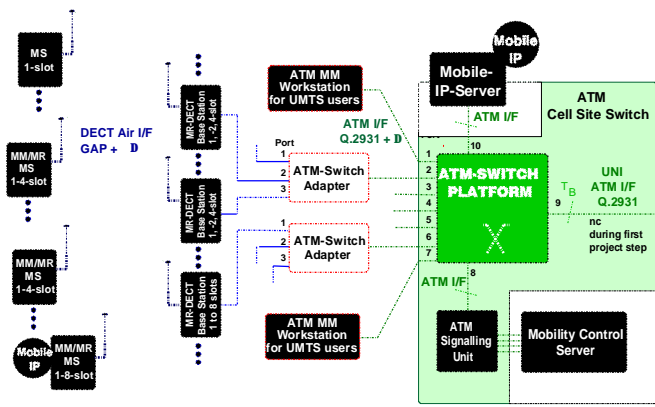 MS
1-slot
MM/MR
MS
1-4-slot
MM/MR
MS
1-4-slot
Mobile
IP
MM/MR
MS
1-8-slot
DECT Air I/F
GAP + D
MR-DECT
Base Station
1, -2, 4-slot
MR-DECT
Base Station
1, -2, 4-slot
MR-DECT
Base Station
1 to 8 slots
ATM MM
Workstation
for UMTS users
ATM I/F
Q.2931 + D
Port
1
2
3
ATM-Switch
Adapter
1
2
3
ATM-Switch
Adapter
ATM MM
Workstation
for UMTS users
Mobile
IP
Mobile-
IP-Server
ATM I/F
10
ATM
Cell Site Switch
1
2
3
4
5
6
7
ATM-SWITCH
PLATFORM
X
9
TB
UNI
ATM I/F
Q.2931
nc
during first
project step
8
ATM I/F
ATM
Signalling
Unit
Mobility Control
Server